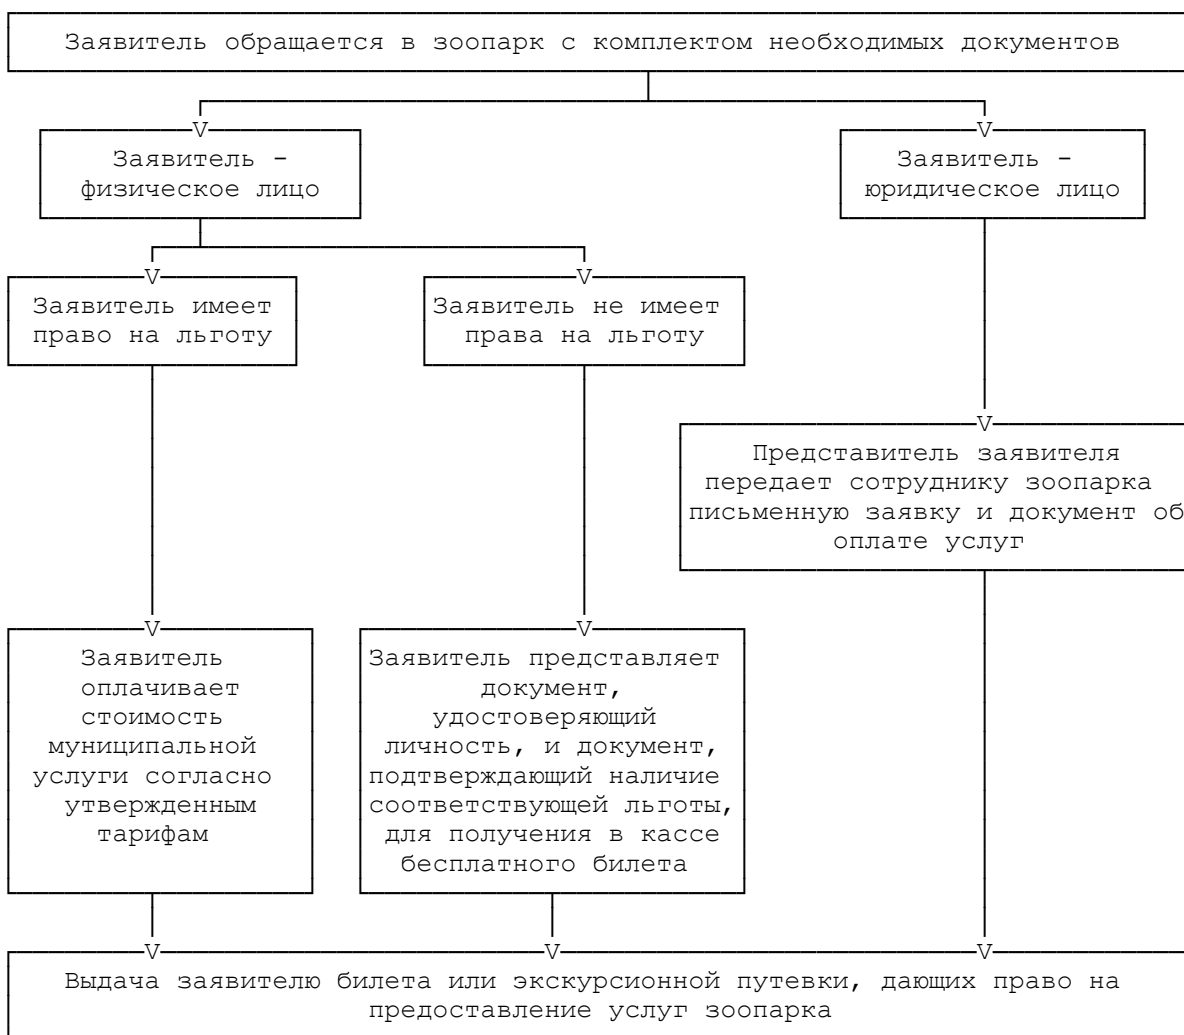 Заявитель обращается в зоопарк с комплектом необходимых документов
Заявитель -
физическое лицо
Заявитель -
юридическое лицо
Заявитель имеет
право на льготу
Заявитель не имеет
права на льготу
Представитель заявителя
передает сотруднику зоопарка
письменную заявку и документ об
оплате услуг
Заявитель
оплачивает
стоимость
муниципальной
услуги согласно
утвержденным
тарифам
Заявитель представляет
документ,
удостоверяющий
личность, и документ,
подтверждающий наличие
соответствующей льготы,
для получения в кассе
бесплатного билета
Выдача заявителю билета или экскурсионной путевки, дающих право на
предоставление услуг зоопарка